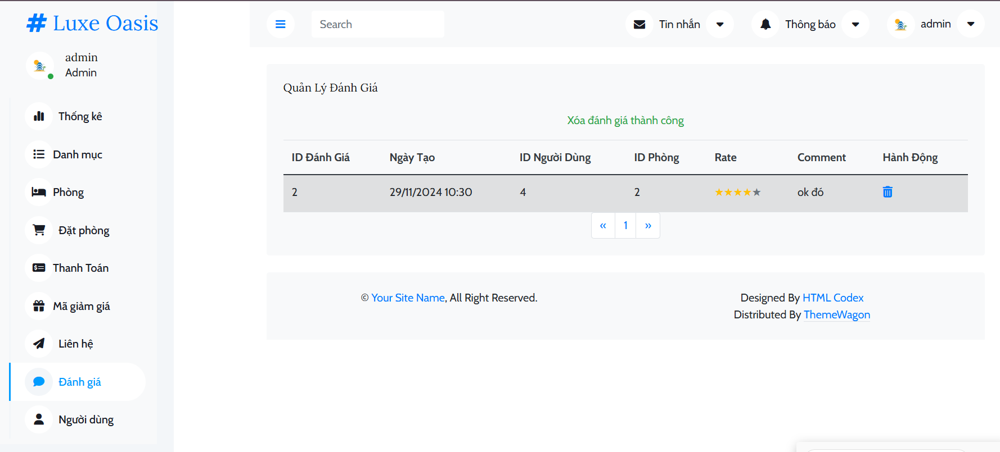 # Luxe Oasis
admin
Admin
Thống kê
Danh mục
Phòng
Đặt phòng
Thanh Toán
Mã giảm giá
Liên hệ
Đánh giá
Người dùng
Search
Tin nhắn
Thông báo
admin
Quản Lý Đánh Giá
Xóa đánh giá thành công
ID Đánh Giá Ngày Tạo ID Người Dùng ID Phòng Rate Comment Hành Động
2 29/11/2024 10:30 4 2 ★★★★★ ok đó
« 1 »
© Your Site Name, All Right Reserved.
Designed By HTML Codex
Distributed By ThemeWagon